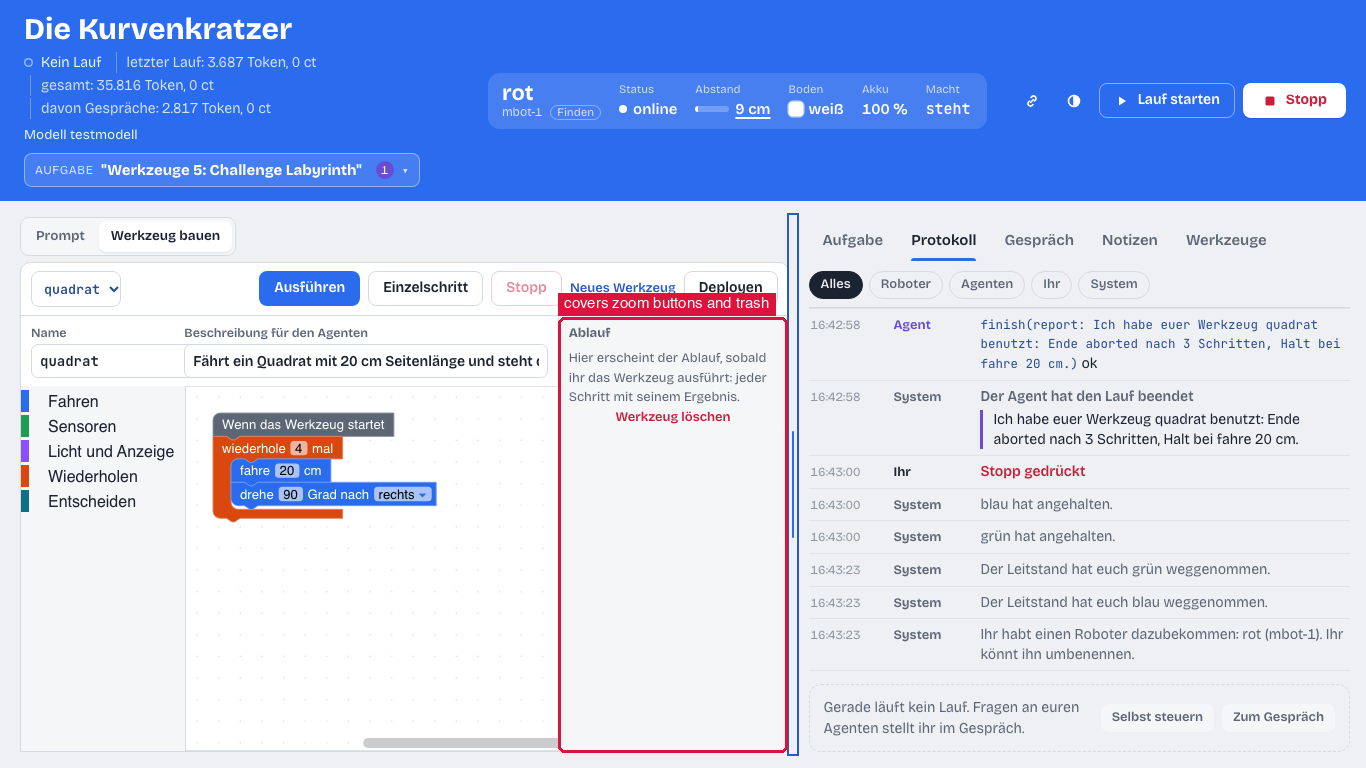 Die Kurvenkratzer
Kein Lauf
letzter Lauf: 3.687 Token, 0 ct
gesamt: 35.816 Token, 0 ct
davon Gespräche: 2.817 Token, 0 ct
Modell testmodell
AUFGABE "Werkzeuge 5: Challenge Labyrinth" 1
rot
mbot-1 Finden
Status
online
Abstand
9 cm
Boden
weiß
Akku
100 %
Macht
steht
Lauf starten
Stopp
Prompt
Werkzeug bauen
quadrat
Ausführen
Einzelschritt
Stopp
Neues Werkzeug
Deployen
covers zoom buttons and trash
Name
Beschreibung für den Agenten
quadrat
Fährt ein Quadrat mit 20 cm Seitenlänge und steht
Fahren
Sensoren
Licht und Anzeige
Wiederholen
Entscheiden
Wenn das Werkzeug startet
wiederhole 4 mal
fahre 20 cm
drehe 90 Grad nach rechts
Ablauf
Hier erscheint der Ablauf, sobald
ihr das Werkzeug ausführt: jeder
Schritt mit seinem Ergebnis.
Werkzeug löschen
Aufgabe
Protokoll
Gespräch
Notizen
Werkzeuge
Alles
Roboter
Agenten
Ihr
System
16:42:58 Agent finish(report: Ich habe euer Werkzeug quadrat
benutzt: Ende aborted nach 3 Schritten, Halt bei
fahre 20 cm.) ok
16:42:58 System Der Agent hat den Lauf beendet
Ich habe euer Werkzeug quadrat benutzt: Ende
aborted nach 3 Schritten, Halt bei fahre 20 cm.
16:43:00 Ihr Stopp gedrückt
16:43:00 System blau hat angehalten.
16:43:00 System grün hat angehalten.
16:43:23 System Der Leitstand hat euch grün weggenommen.
16:43:23 System Der Leitstand hat euch blau weggenommen.
16:43:23 System Ihr habt einen Roboter dazubekommen: rot (mbot-1). Ihr
könnt ihn umbenennen.
Gerade läuft kein Lauf. Fragen an euren
Agenten stellt ihr im Gespräch.
Selbst steuern
Zum Gespräch